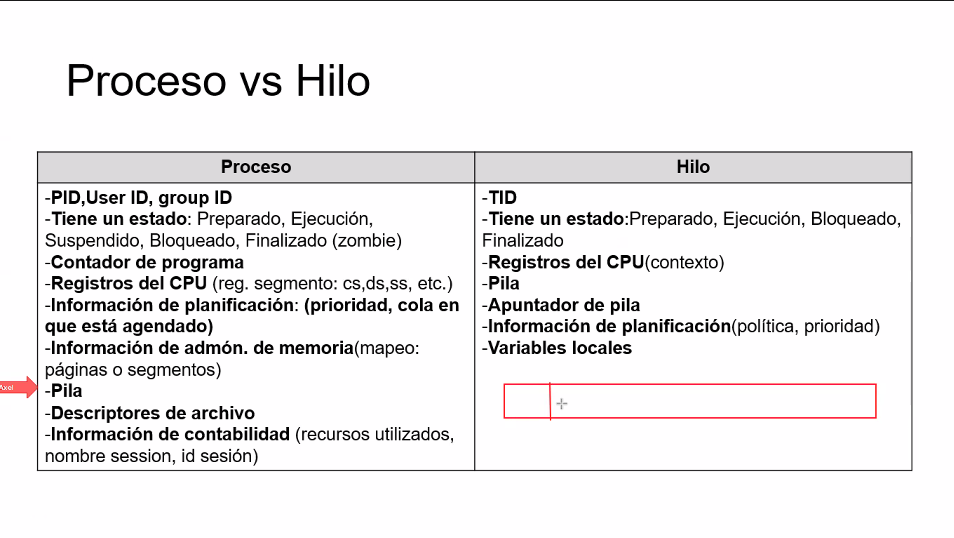 Proceso vs Hilo
Proceso
Hilo
-PID,User ID, group ID
-Tiene un estado: Preparado, Ejecución,
Suspendido, Bloqueado, Finalizado (zombie)
-Contador de programa
-Registros del CPU (reg. segmento: cs,ds,ss, etc.)
-Información de planificación: (prioridad, cola en
que está agendado)
-Información de admón. de memoria(mapeo:
páginas o segmentos)
-Pila
-Descriptores de archivo
-Información de contabilidad (recursos utilizados,
nombre session, id sesión)
-TID
-Tiene un estado:Preparado, Ejecución, Bloqueado,
Finalizado
-Registros del CPU(contexto)
-Pila
-Apuntador de pila
-Información de planificación(política, prioridad)
-Variables locales
Axel